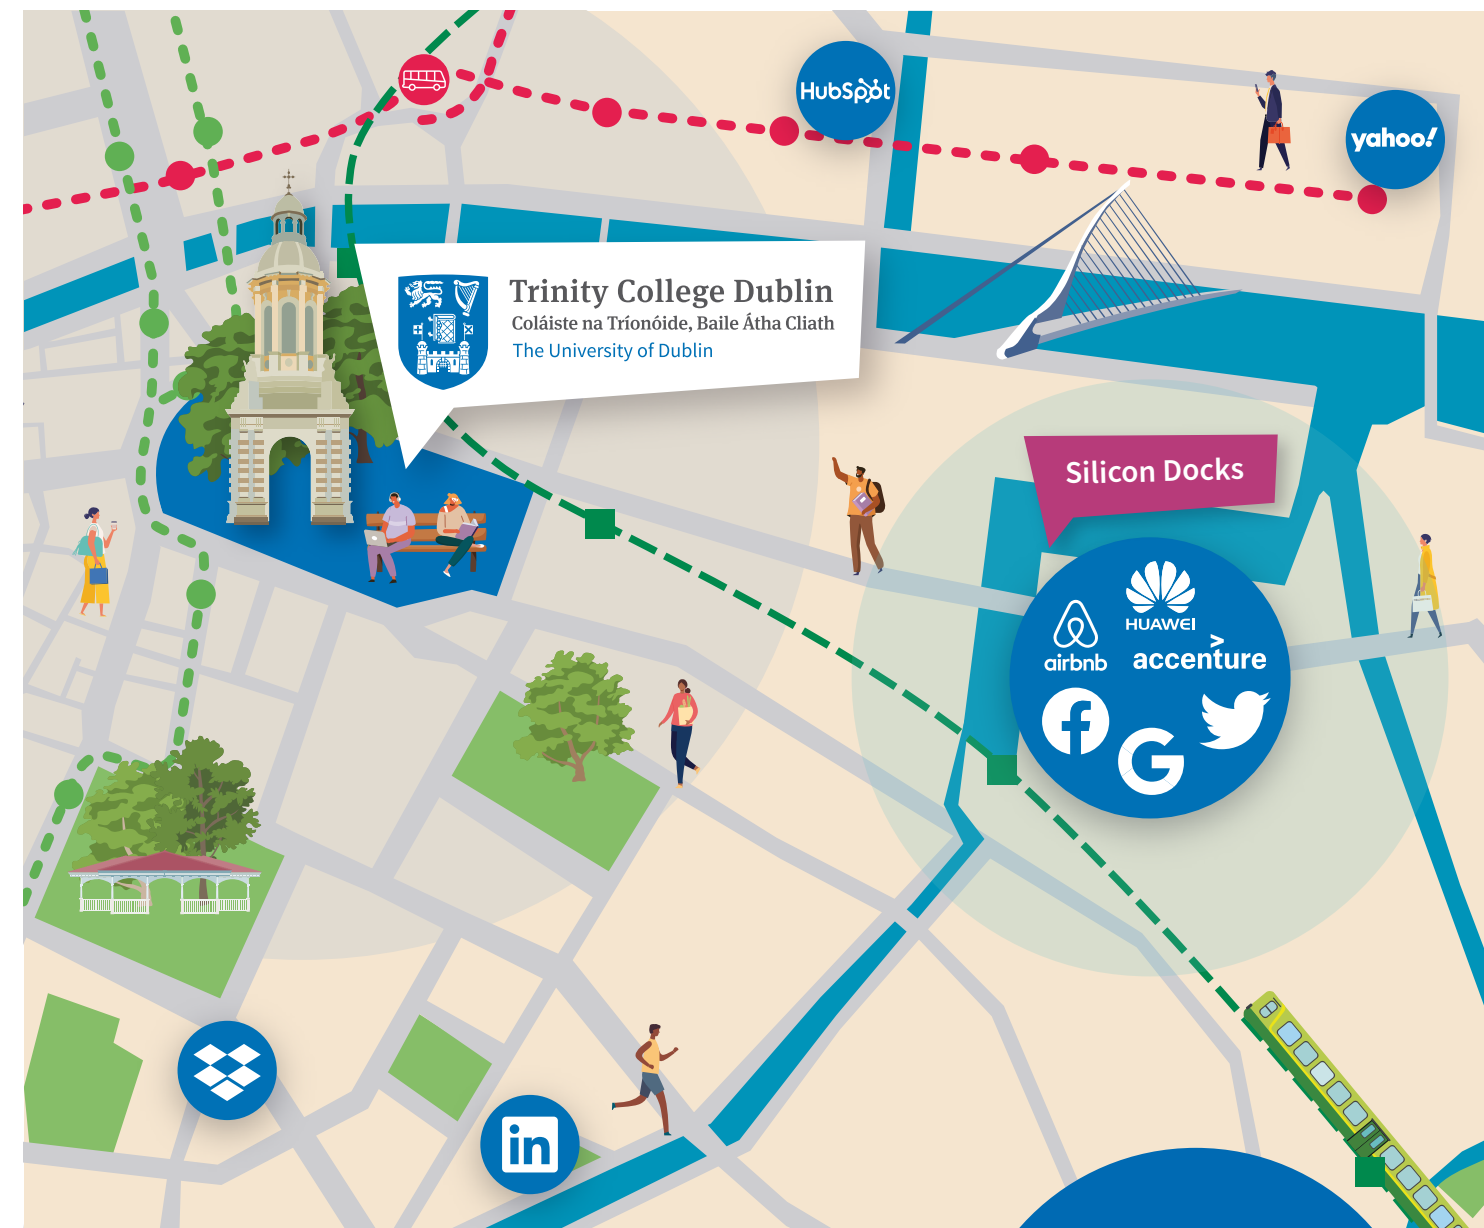 HubSpot
yahoo!
Trinity College Dublin
Coláiste na Tríonóide, Baile Átha Cliath
The University of Dublin
Silicon Docks
HUAWEI
airbnb
accenture
G
in